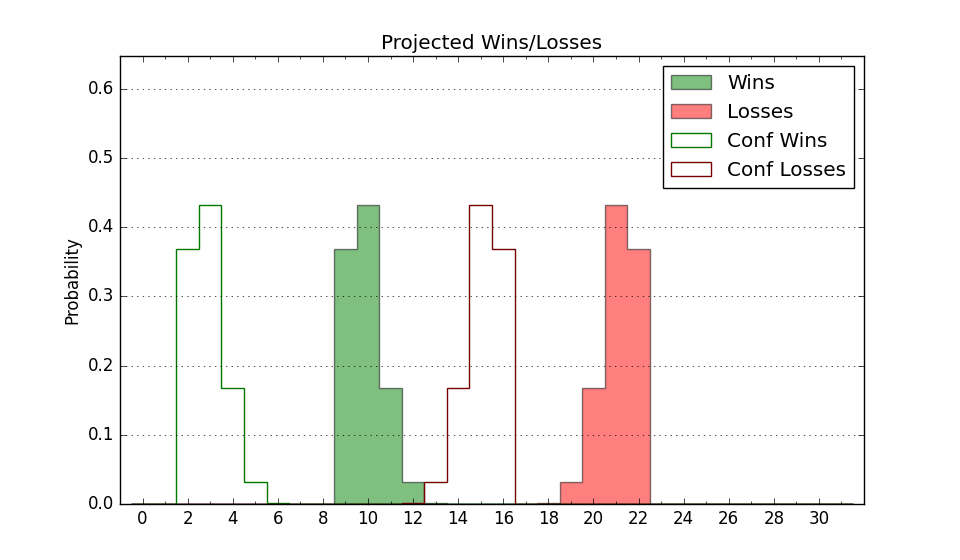 Projected Wins/Losses
Wins
Losses
Conf Wins
Conf Losses
Probability
0.6
0.5
0.4
0.3
0.2
0.1
0.0
0 2 4 6 8 10 12 14 16 18 20 22 24 26 28 30